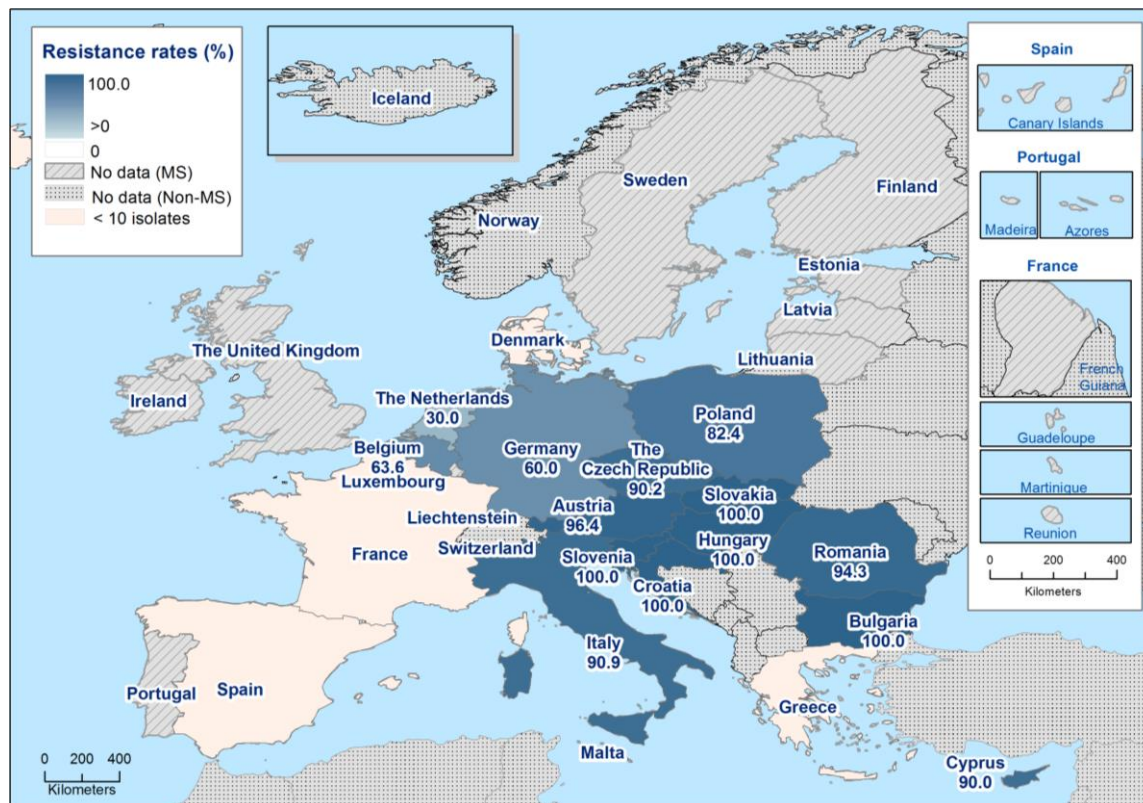 Resistance rates (%)
100.0
>0
0
No data (MS)
No data (Non-MS)
< 10 isolates
Iceland
Spain
Canary Islands
Portugal
Madeira
Azores
France
French
Guiana
Guadeloupe
Martinique
Reunion
0 200 400
Kilometers
Sweden
Finland
Norway
Estonia
Latvia
Denmark
Lithuania
The United Kingdom
Ireland
The Netherlands
30.0
Poland
82.4
Belgium
63.6
Germany
60.0
The
Czech Republic
90.2
Luxembourg
Slovakia
100.0
Austria
96.4
Liechtenstein
Switzerland
Hungary
100.0
France
Slovenia
100.0
Romania
94.3
Croatia
100.0
Bulgaria
100.0
Italy
90.9
Portugal
Spain
Greece
Malta
Cyprus
90.0
0 200 400
Kilometers